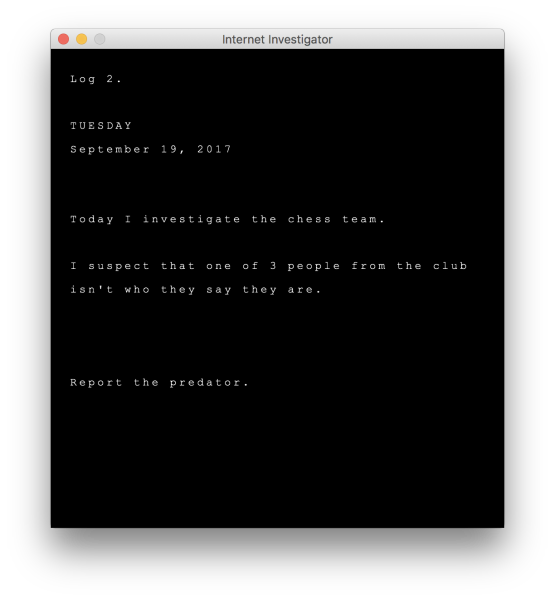 Internet Investigator
Log 2.
TUESDAY
September 19, 2017
Today I investigate the chess team.
I suspect that one of 3 people from the club
isn't who they say they are.
Report the predator.